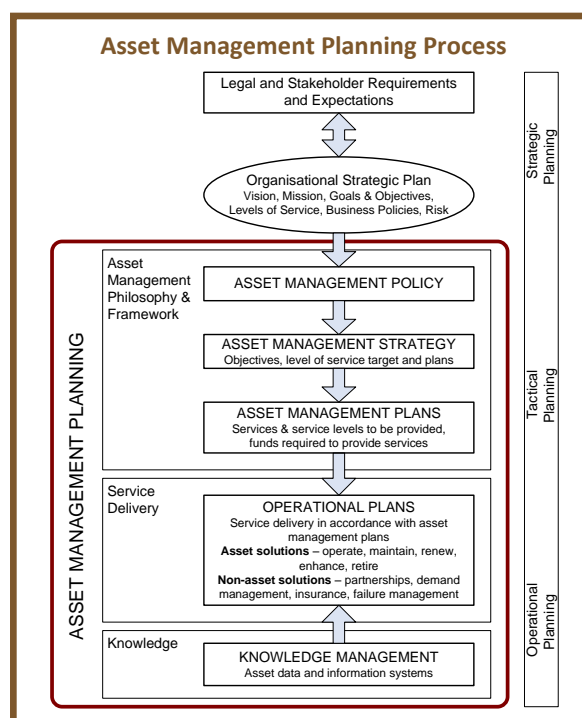 Asset Management Planning Process
Legal and Stakeholder Requirements
and Expectations
Organisational Strategic Plan
Vision, Mission, Goals & Objectives,
Levels of Service, Business Policies, Risk
Strategic
Planning
ASSET MANAGEMENT PLANNING
Asset
Management
Philosophy &
Framework
ASSET MANAGEMENT POLICY
ASSET MANAGEMENT STRATEGY
Objectives, level of service target and plans
ASSET MANAGEMENT PLANS
Services & service levels to be provided,
funds required to provide services
Tactical
Planning
Service
Delivery
OPERATIONAL PLANS
Service delivery in accordance with asset
management plans
Asset solutions – operate, maintain, renew,
enhance, retire
Non-asset solutions – partnerships, demand
management, insurance, failure management
Operational
Planning
Knowledge
KNOWLEDGE MANAGEMENT
Asset data and information systems